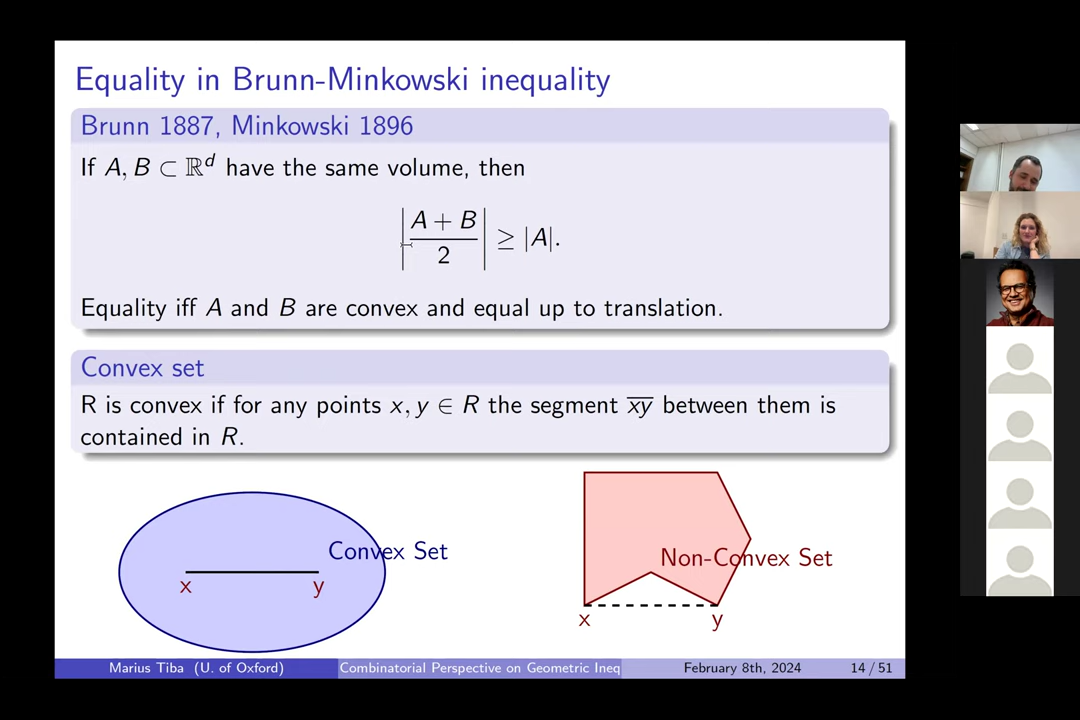 Equality in Brunn-Minkowski inequality
Brunn 1887, Minkowski 1896
If A, B ⊂ ℝᵈ have the same volume, then
|(A + B)/2| ≥ |A|.
Equality iff A and B are convex and equal up to translation.
Convex set
R is convex if for any points x, y ∈ R the segment x̅y̅ between them is
contained in R.
Convex Set
x y
Non-Convex Set
x y
Marius Tiba (U. of Oxford) Combinatorial Perspective on Geometric Ineq February 8th, 2024 14 / 51